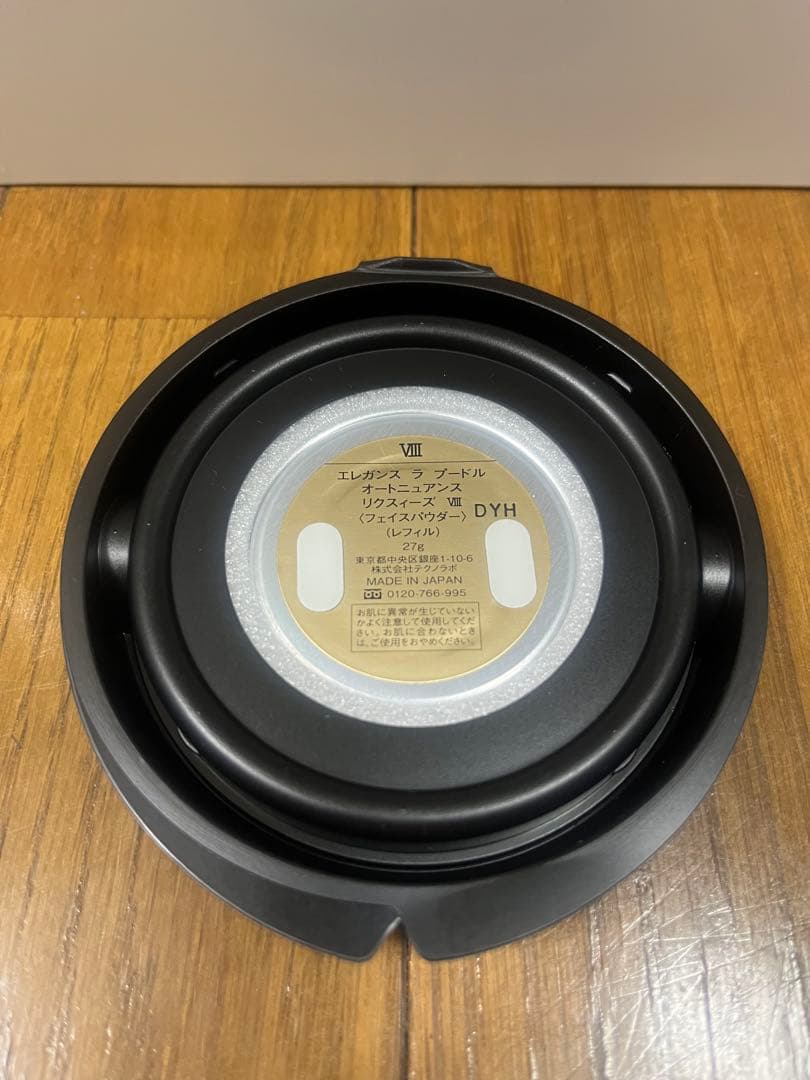 Ⅷ
エレガンス ラ プードル
オートニュアンス
リクスィーズ Ⅷ
〈フェイスパウダー〉 DYH
(レフィル)
27g
東京都中央区銀座1-10-6
株式会社テクノラボ
MADE IN JAPAN
0120-766-995
お肌に異常が生じていない
かよく注意して使用してくだ
さい。お肌に合わないとき
は、ご使用をおやめください。